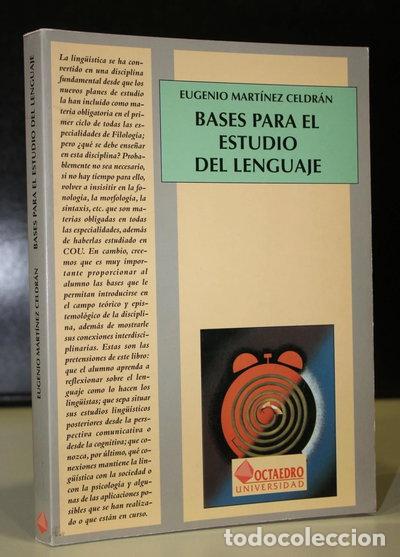 EUGENIO MARTÍNEZ CELDRÁN
BASES PARA EL
ESTUDIO
DEL LENGUAJE
La lingüística se ha con-
vertido en una disciplina
fundamental desde que los
nuevos planes de estudio
la han incluido como ma-
teria obligatoria en el pri-
mer ciclo de todas las es-
pecialidades de Filología;
pero ¿qué se debe enseñar
en esta disciplina? Proba-
blemente no sea necesario,
si no hay tiempo para ello,
volver a insisitir en la fo-
nología, la morfología, la
sintaxis, etc. que son ma-
terias obligadas en todas
las especialidades, además
de haberlas estudiado en
COU. En cambio, cree-
mos que es muy impor-
tante proporcionar al
alumno las bases que le
permitan introducirse en
el campo teórico y epis-
temológico de la discipli-
na, además de mostrarle
sus conexiones interdisci-
plinarias. Estas son las
pretensiones de este libro:
que el alumno aprenda a
reflexionar sobre el len-
guaje como lo hacen los
lingüistas; que sepa situar
sus estudios lingüísticos
posteriores desde la pers-
pectiva comunicativa o
desde la cognitiva; que co-
nozca, por último, qué co-
nexiones mantiene la lin-
güística con la sociedad o
con la psicología y algu-
nas de las aplicaciones po-
sibles que se han realiza-
do o que están en curso.
OCTAEDRO
UNIVERSIDAD
EUGENIO MARTÍNEZ CELDRÁN BASES PARA EL ESTUDIO DEL LENGUAJE
todocoleccion.net